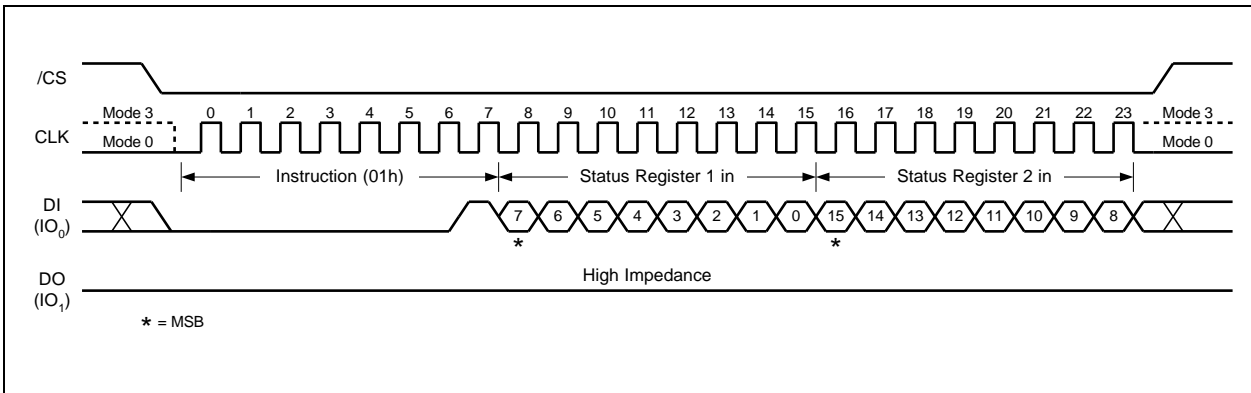 /CS
Mode 3 0 1 2 3 4 5 6 7 8 9 10 11 12 13 14 15 16 17 18 19 20 21 22 23 Mode 3
CLK
Mode 0 Mode 0
Instruction (01h) Status Register 1 in Status Register 2 in
DI
(IO₀)
7 6 5 4 3 2 1 0 15 14 13 12 11 10 9 8
* *
High Impedance
DO
(IO₁)
* = MSB